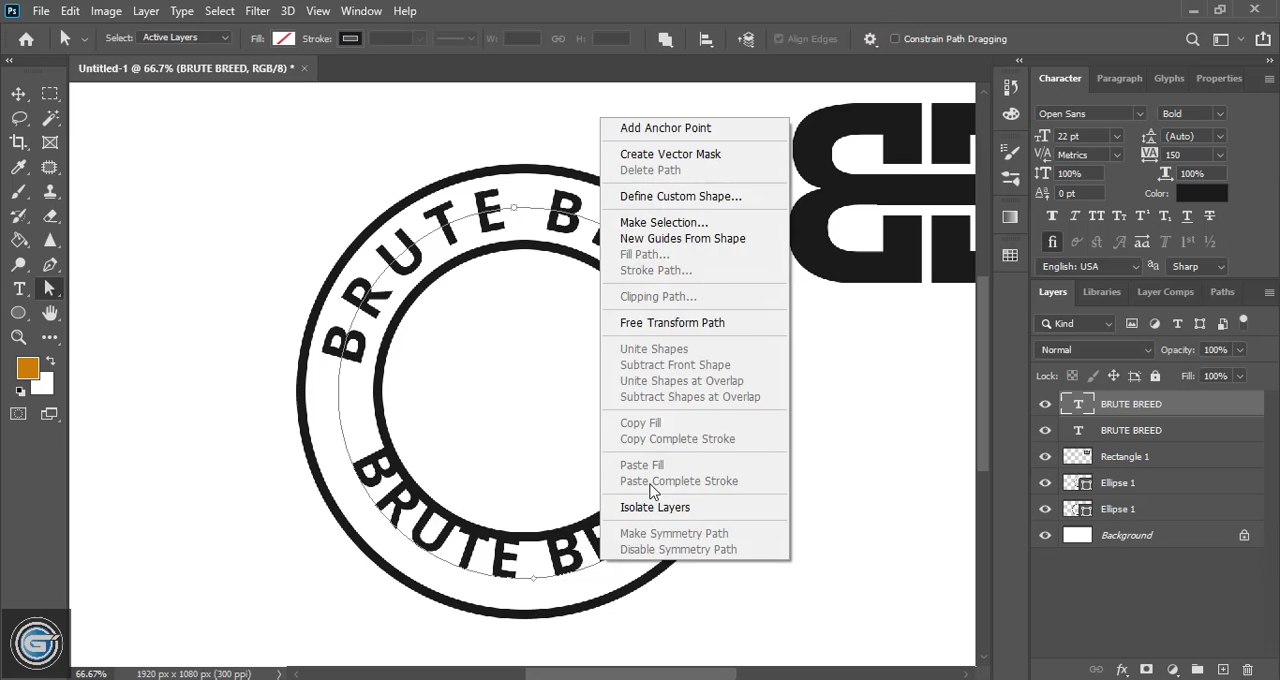 Ps File Edit Image Layer Type Select Filter 3D View Window Help
Select: Active Layers Fill: Stroke: W: H: Align Edges Constrain Path Dragging
Untitled-1 @ 66.7% (BRUTE BREED, RGB/8) * ×
BRUTE B
BRUTE BR
Add Anchor Point
Create Vector Mask
Delete Path
Define Custom Shape...
Make Selection...
New Guides From Shape
Fill Path...
Stroke Path...
Clipping Path...
Free Transform Path
Unite Shapes
Subtract Front Shape
Unite Shapes at Overlap
Subtract Shapes at Overlap
Copy Fill
Copy Complete Stroke
Paste Fill
Paste Complete Stroke
Isolate Layers
Make Symmetry Path
Disable Symmetry Path
Character Paragraph Glyphs Properties
Open Sans Bold
22 pt (Auto)
Metrics 150
100% 100%
0 pt Color:
English: USA Sharp
Layers Libraries Layer Comps Paths
Kind
Normal Opacity: 100%
Lock: Fill: 100%
BRUTE BREED
BRUTE BREED
Rectangle 1
Ellipse 1
Ellipse 1
Background
66.67% 1920 px x 1080 px (300 ppi)